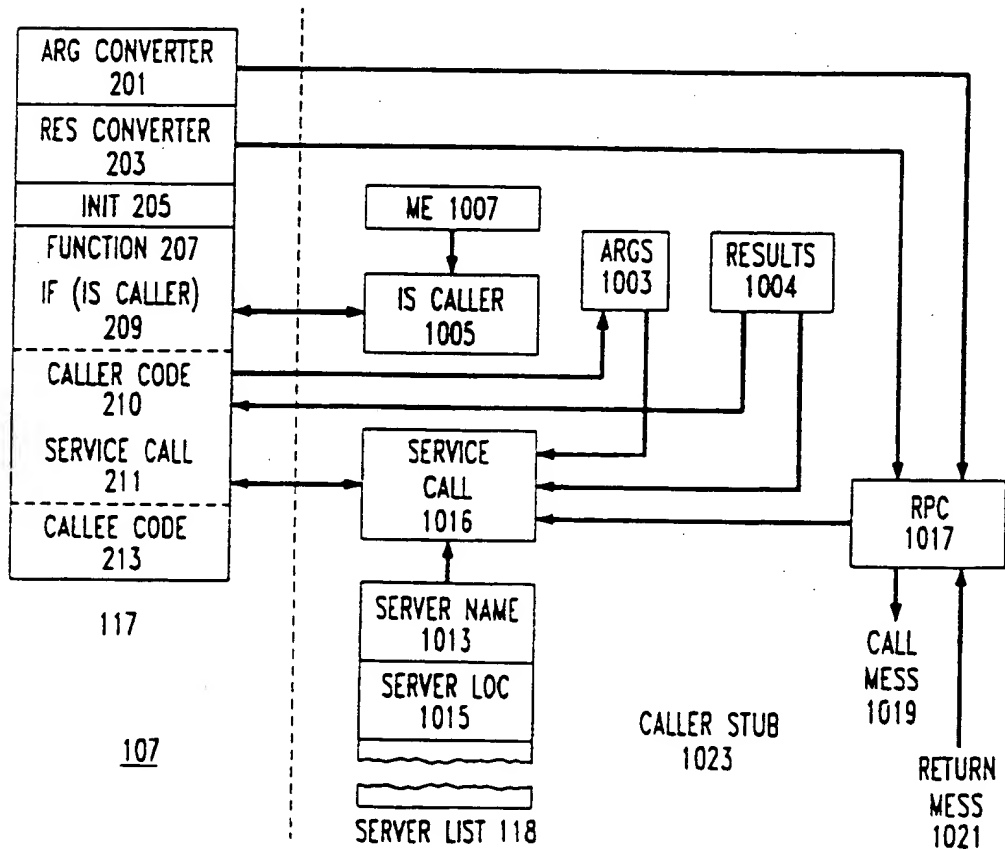 ARG CONVERTER
201
RES CONVERTER
203
INIT 205
FUNCTION 207
IF (IS CALLER)
209
CALLER CODE
210
SERVICE CALL
211
CALLEE CODE
213
117
107
ME 1007
IS CALLER
1005
ARGS
1003
RESULTS
1004
SERVICE
CALL
1016
SERVER NAME
1013
SERVER LOC
1015
SERVER LIST 118
RPC
1017
CALL
MESS
1019
CALLER STUB
1023
RETURN
MESS
1021